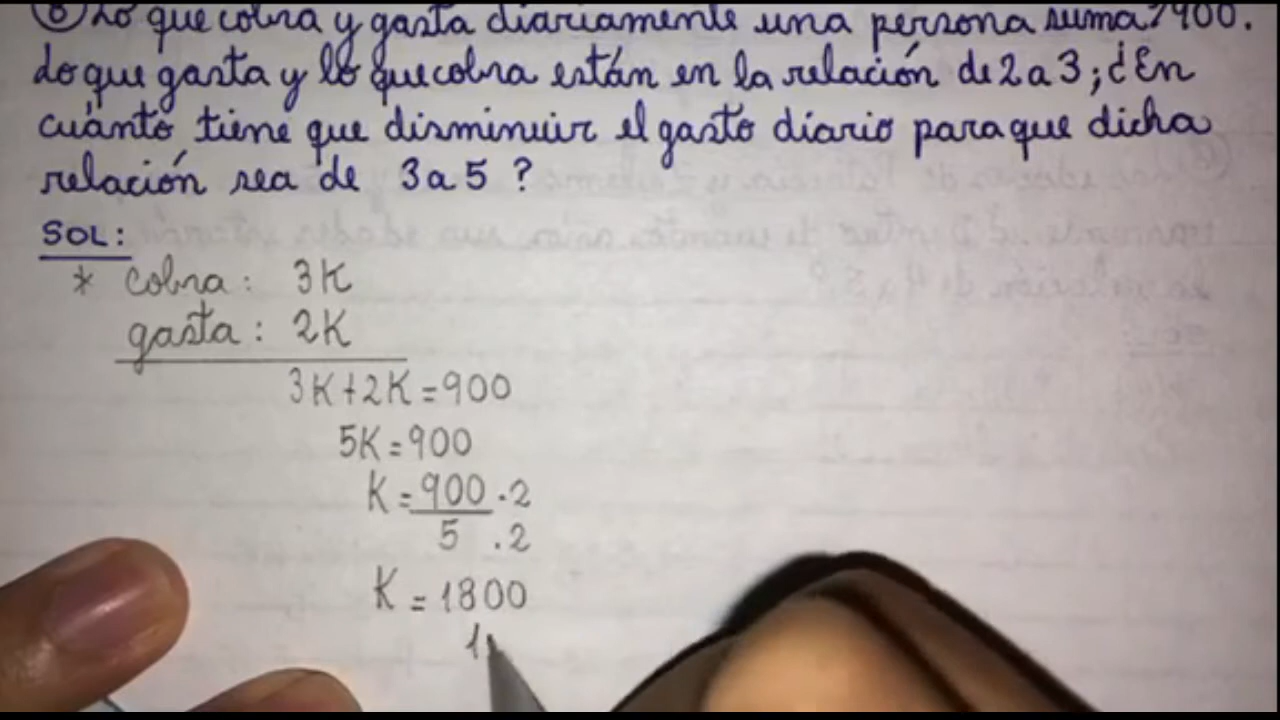 ⑥ Lo que cobra y gasta diariamente una persona suma 900.
Lo que gasta y lo que cobra están en la relación de 2 a 3; ¿En
cuánto tiene que disminuir el gasto diario para que dicha
relación sea de 3 a 5 ?
SOL:
* cobra: 3K
gasta: 2K
3K+2K=900
5K=900
K=900 .2
5 .2
K = 1800
1